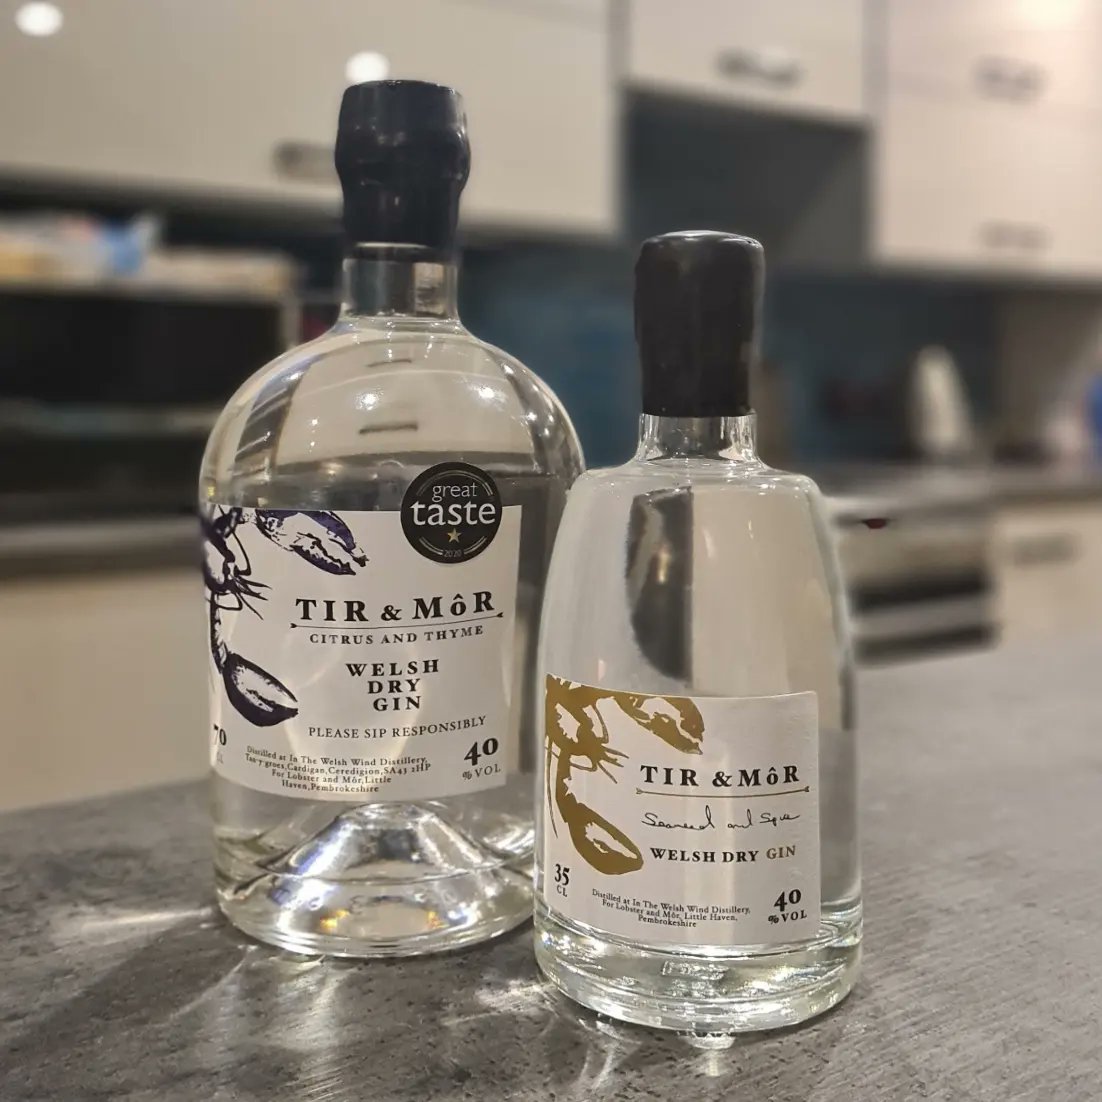 great
taste
2020
TIR & MôR
CITRUS AND THYME
WELSH
DRY
GIN
PLEASE SIP RESPONSIBLY
70
CL
Distilled at In The Welsh Wind Distillery,
Tan-y-groes,Cardigan,Ceredigion,SA43 2HP
For Lobster and Môr,Little
Haven,Pembrokeshire
40
% VOL
TIR & MôR
Seaweed and Spice
WELSH DRY GIN
35
CL
Distilled at In The Welsh Wind Distillery,
For Lobster and Môr, Little Haven,
Pembrokeshire
40
% VOL